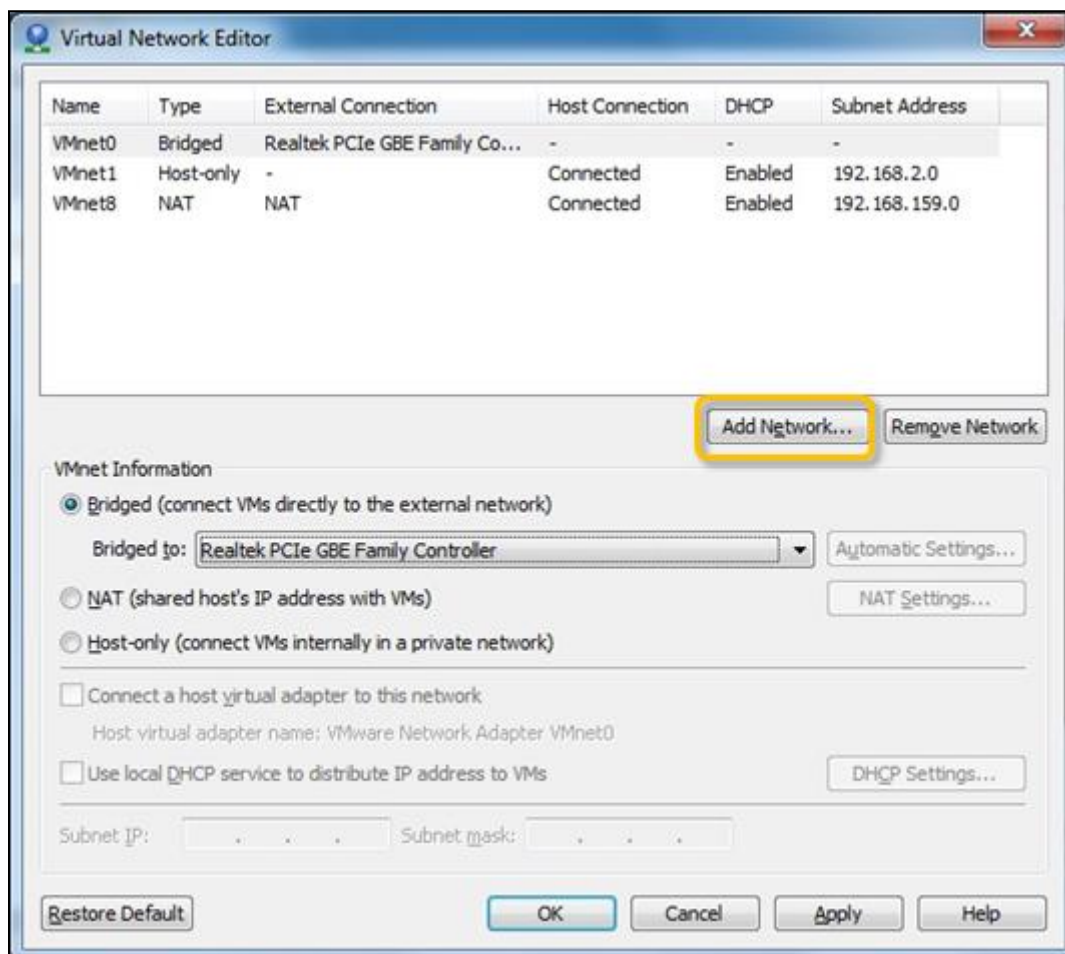 Virtual Network Editor
Name Type External Connection Host Connection DHCP Subnet Address
VMnet0 Bridged Realtek PCIe GBE Family Co... - - -
VMnet1 Host-only - Connected Enabled 192.168.2.0
VMnet8 NAT NAT Connected Enabled 192.168.159.0
Add Network... Remove Network
VMnet Information
Bridged (connect VMs directly to the external network)
Bridged to: Realtek PCIe GBE Family Controller Automatic Settings...
NAT (shared host's IP address with VMs) NAT Settings...
Host-only (connect VMs internally in a private network)
Connect a host virtual adapter to this network
Host virtual adapter name: VMware Network Adapter VMnet0
Use local DHCP service to distribute IP address to VMs DHCP Settings...
Subnet IP: . . . Subnet mask: . . .
Restore Default OK Cancel Apply Help